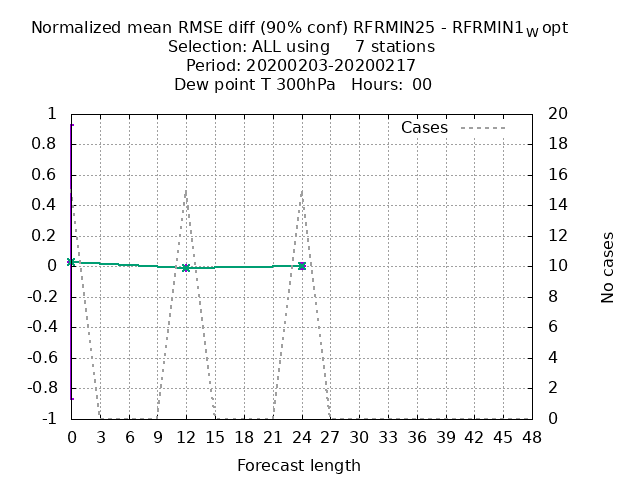 Normalized mean RMSE diff (90% conf) RFRMIN25 - RFRMIN1W opt
Selection: ALL using     7 stations
Period: 20200203-20200217
Dew point T 300hPa   Hours: 00
Cases
1
0.8
0.6
0.4
0.2
0
-0.2
-0.4
-0.6
-0.8
-1
20
18
16
14
12
10
8
6
4
2
0
No cases
0 3 6 9 12 15 18 21 24 27 30 33 36 39 42 45 48
Forecast length